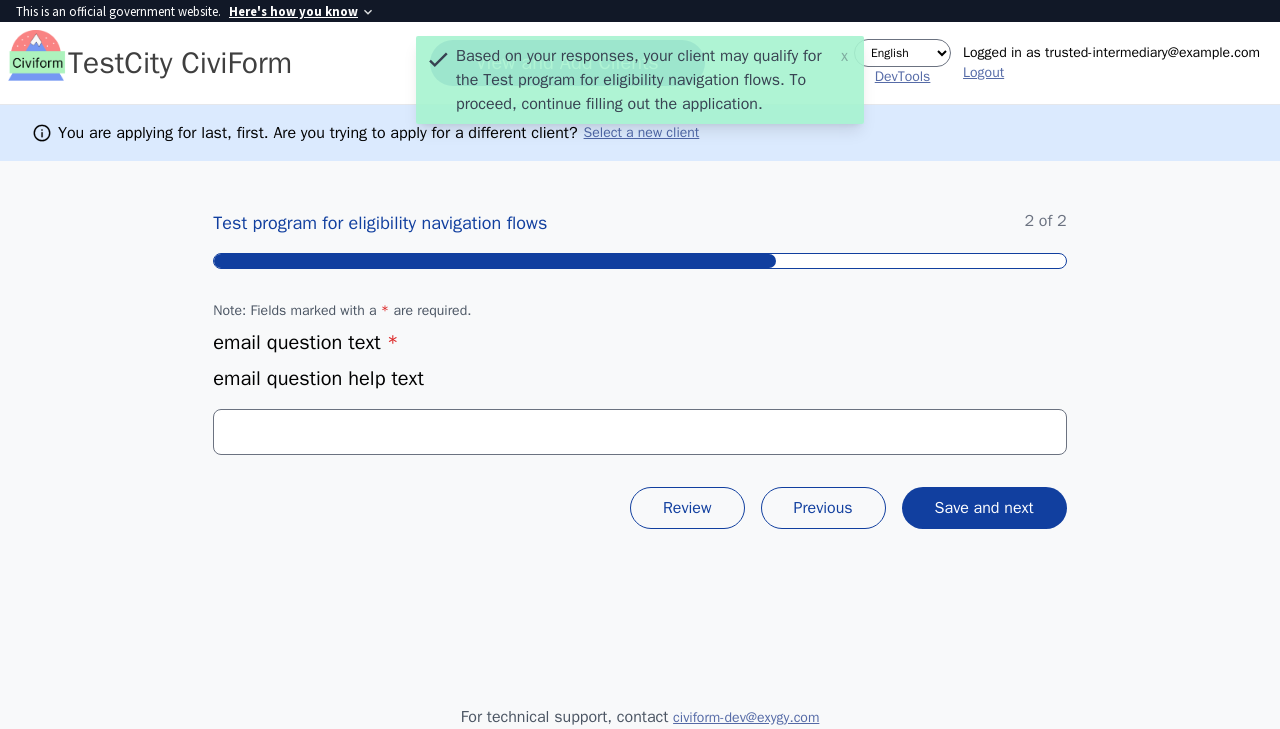 This is an official government website. Here's how you know
Civiform
TestCity CiviForm
View and Add Clients
Based on your responses, your client may qualify for
the Test program for eligibility navigation flows. To
proceed, continue filling out the application.
x
English
DevTools
Logged in as trusted-intermediary@example.com
Logout
You are applying for last, first. Are you trying to apply for a different client? Select a new client
Test program for eligibility navigation flows
2 of 2
Note: Fields marked with a * are required.
email question text *
email question help text
Review
Previous
Save and next
For technical support, contact civiform-dev@exygy.com